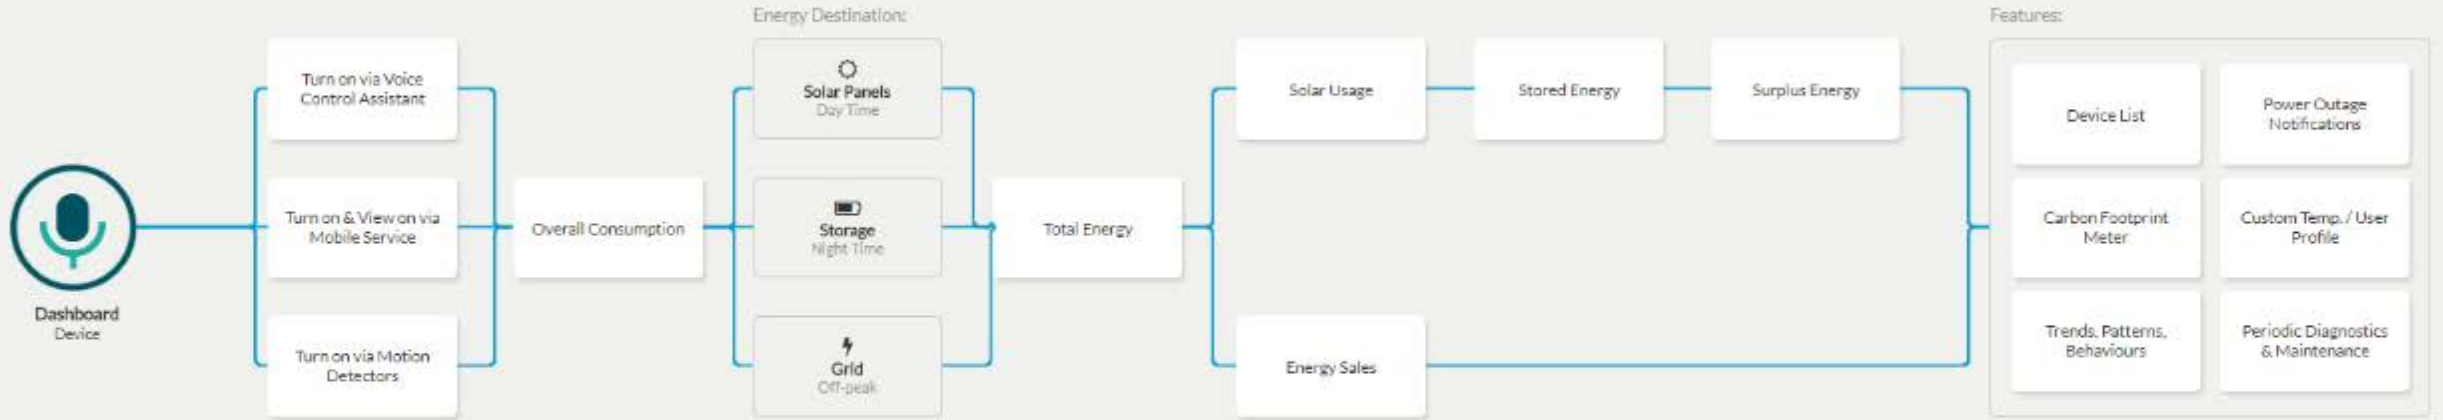 Dashboard
Device
Turn on via Voice
Control Assistant
Turn on & View on via
Mobile Service
Turn on via Motion
Detectors
Overall Consumption
Energy Destination:
Solar Panels
Day Time
Storage
Night Time
Grid
Off-peak
Total Energy
Solar Usage
Stored Energy
Surplus Energy
Energy Sales
Features:
Device List
Power Outage
Notifications
Carbon Footprint
Meter
Custom Temp. / User
Profile
Trends, Patterns,
Behaviours
Periodic Diagnostics
& Maintenance